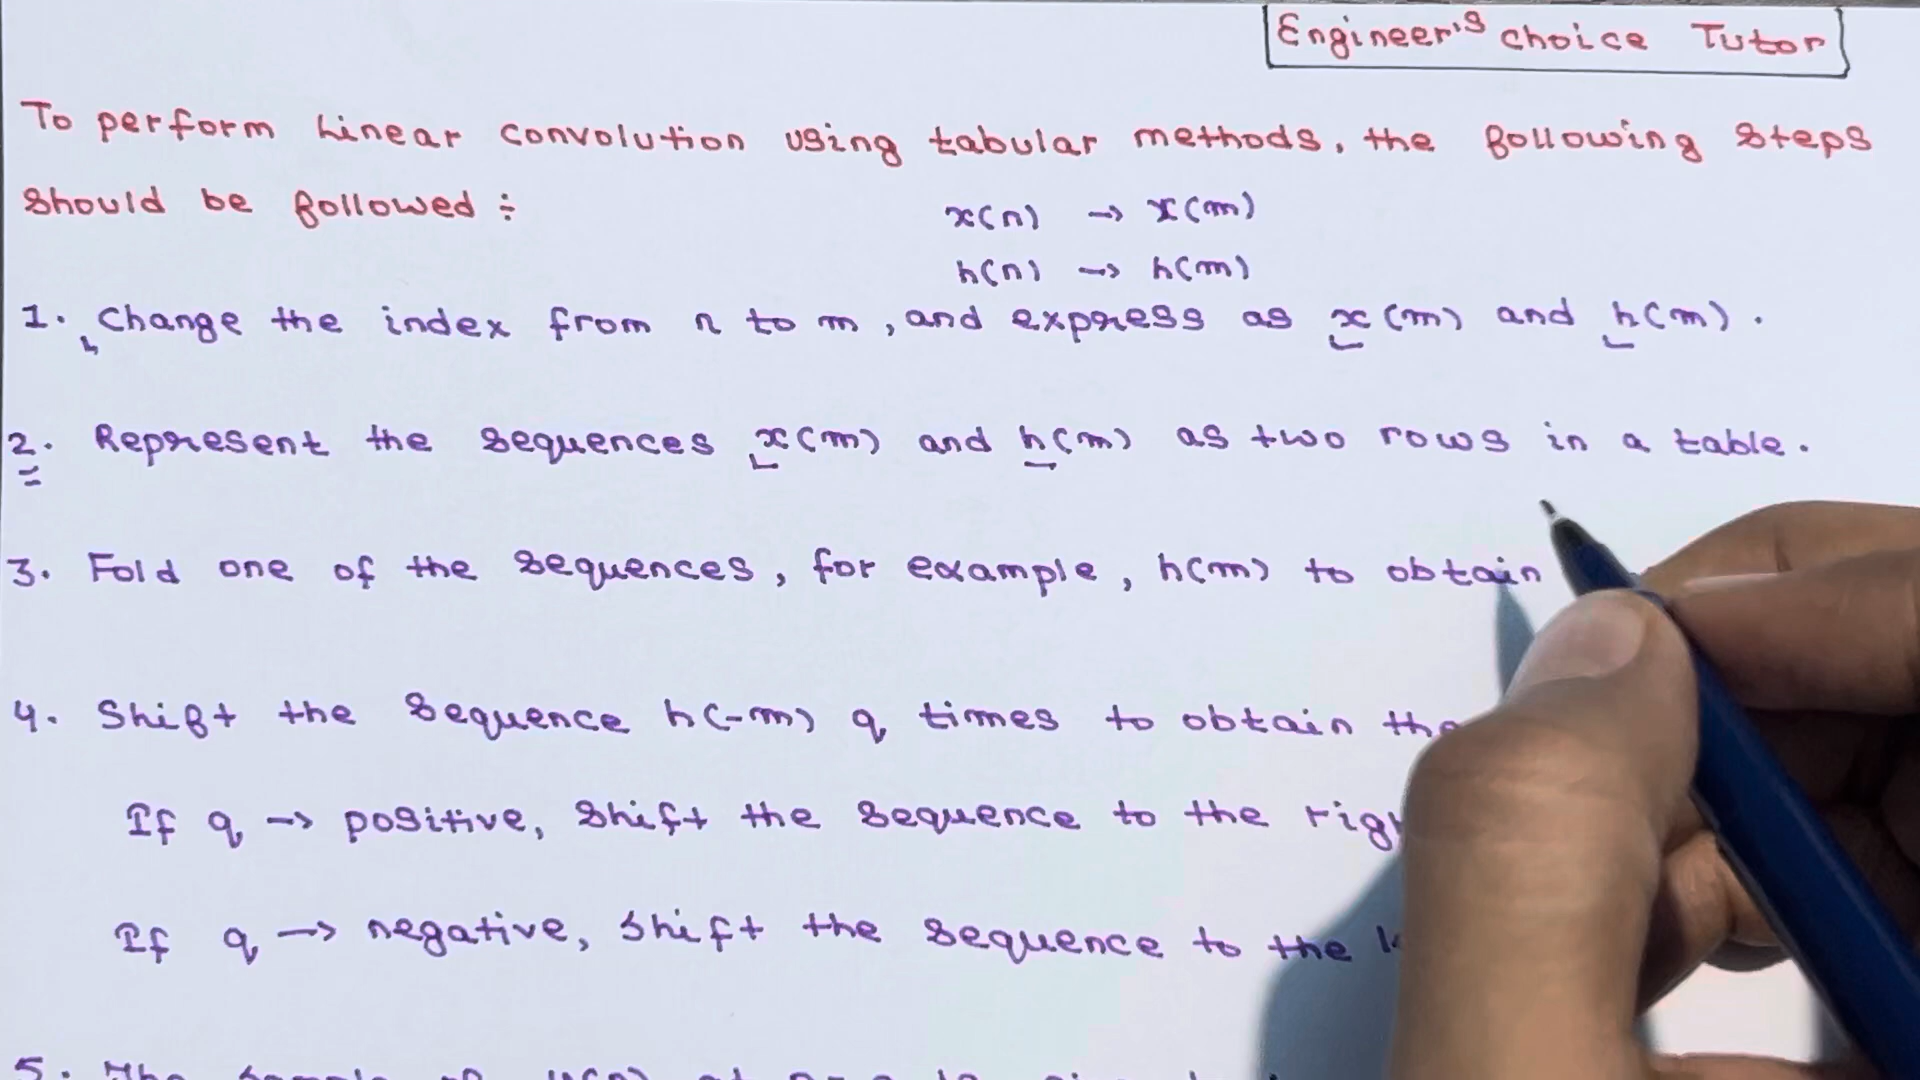 Engineer's choice Tutor
To perform Linear convolution using tabular methods, the following steps
should be followed :
x(n) → x(m)
h(n) → h(m)
1. Change the index from n to m, and express as x(m) and h(m).
2. Represent the sequences x(m) and h(m) as two rows in a table.
3. Fold one of the sequences, for example, h(m) to obtain
4. Shift the sequence h(-m) q times to obtain the
If q → positive, shift the sequence to the
If q → negative, shift the sequence to the
5.